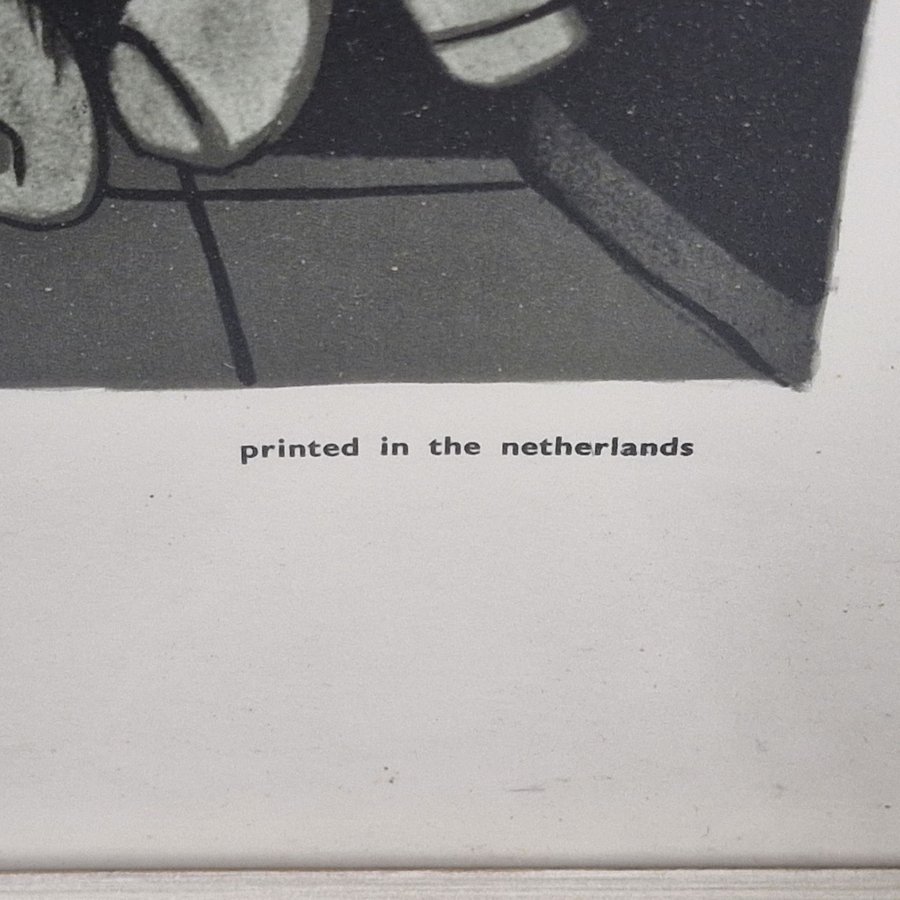 printed in the netherlands